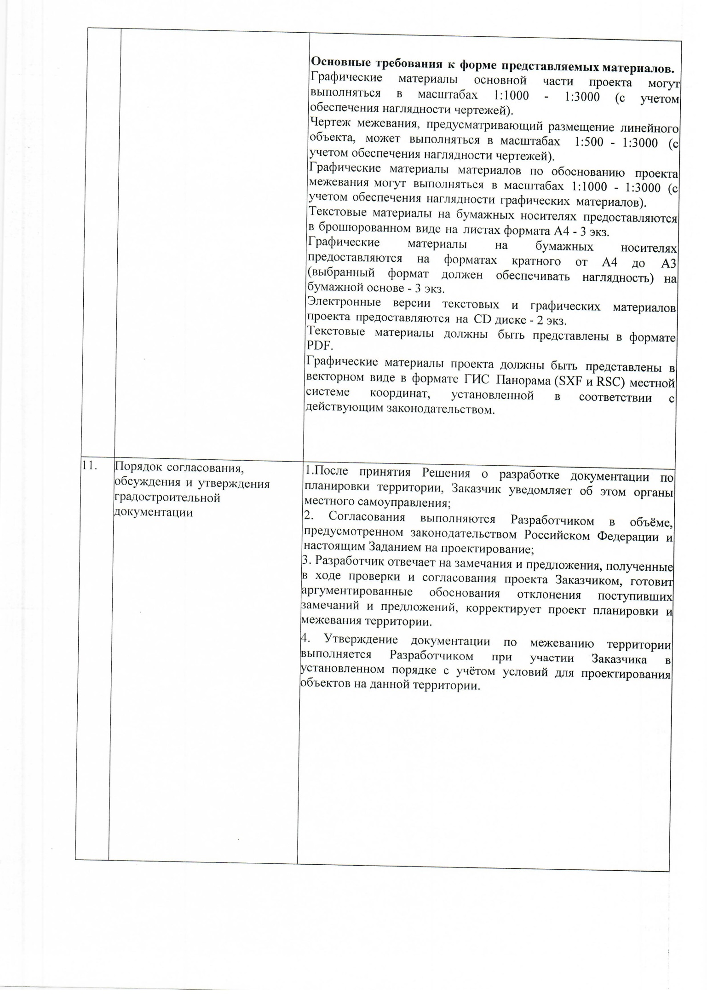 Основные требования к форме представляемых материалов.
Графические материалы основной части проекта могут
выполняться в масштабах 1:1000 - 1:3000 (с учетом
обеспечения наглядности чертежей).
Чертеж межевания, предусматривающий размещение линейного
объекта, может выполняться в масштабах 1:500 - 1:3000 (с
учетом обеспечения наглядности чертежей).
Графические материалы материалов по обоснованию проекта
межевания могут выполняться в масштабах 1:1000 - 1:3000 (с
учетом обеспечения наглядности графических материалов).
Текстовые материалы на бумажных носителях предоставляются
в брошюрованном виде на листах формата А4 - 3 экз.
Графические материалы на бумажных носителях
предоставляются на форматах кратного от А4 до А3
(выбранный формат должен обеспечивать наглядность) на
бумажной основе - 3 экз.
Электронные версии текстовых и графических материалов
проекта предоставляются на CD диске - 2 экз.
Текстовые материалы должны быть представлены в формате
PDF.
Графические материалы проекта должны быть представлены в
векторном виде в формате ГИС Панорама (SXF и RSC) местной
системе координат, установленной в соответствии с
действующим законодательством.
11.
Порядок согласования,
обсуждения и утверждения
градостроительной
документации
1.После принятия Решения о разработке документации по
планировки территории, Заказчик уведомляет об этом органы
местного самоуправления;
2. Согласования выполняются Разработчиком в объёме,
предусмотренном законодательством Российском Федерации и
настоящим Заданием на проектирование;
3. Разработчик отвечает на замечания и предложения, полученные
в ходе проверки и согласования проекта Заказчиком, готовит
аргументированные обоснования отклонения поступивших
замечаний и предложений, корректирует проект планировки и
межевания территории.
4. Утверждение документации по межеванию территории
выполняется Разработчиком при участии Заказчика в
установленном порядке с учётом условий для проектирования
объектов на данной территории.